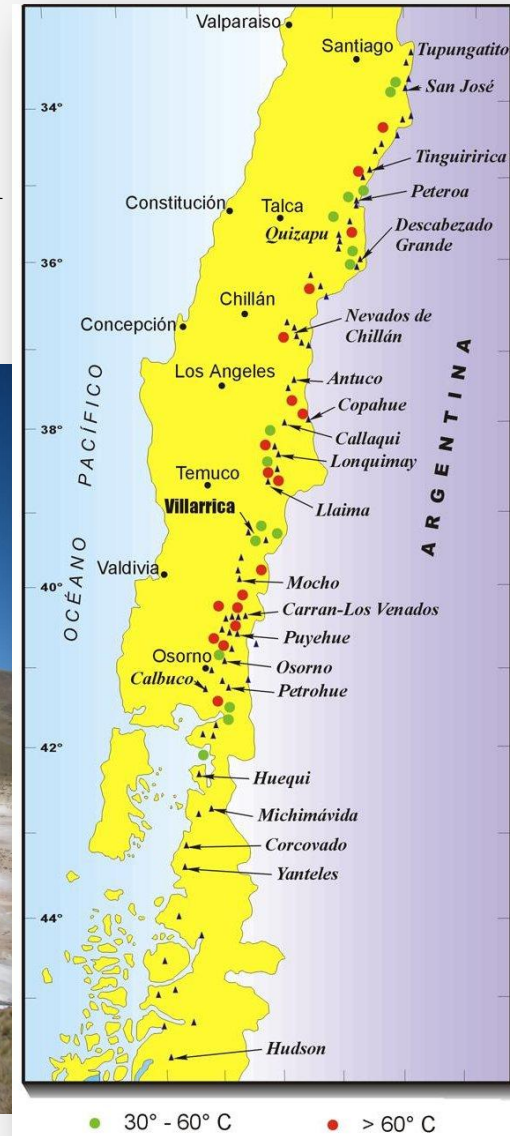 Valparaiso
Santiago
Tupungatito
San José
34°
Tinguiririca
Peteroa
Constitución
Talca
Quizapu
Descabezado
Grande
36°
Chillán
Nevados de
Chillán
Concepción
Los Angeles
Antuco
Copahue
Callaqui
Lonquimay
38°
Temuco
Llaima
Villarrica
OCÉANO PACÍFICO
ARGENTINA
Valdivia
40°
Mocho
Carran-Los Venados
Puyehue
Osorno
Osorno
Calbuco
Petrohue
42°
Huequi
Michimávida
Corcovado
Yanteles
44°
Hudson
30° - 60° C
> 60° C